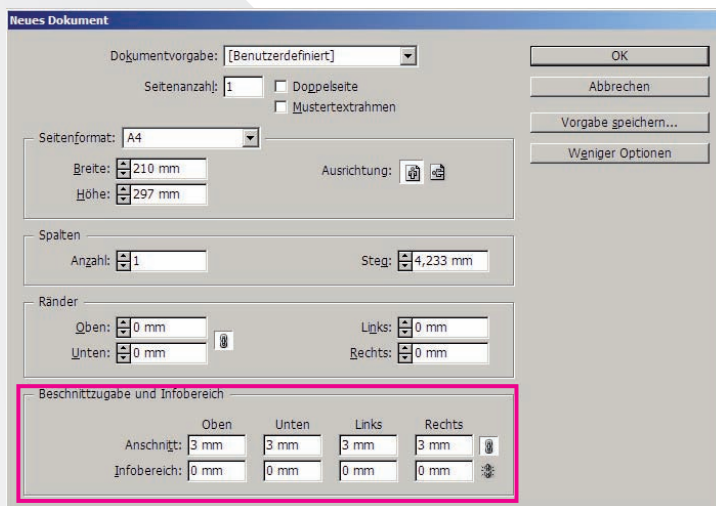 Neues Dokument
Dokumentvorgabe: [Benutzerdefiniert]
OK
Seitenanzahl: 1 Doppelseite
Abbrechen
Mustertextrahmen
Vorgabe speichern...
Seitenformat: A4
Weniger Optionen
Breite: 210 mm Ausrichtung:
Höhe: 297 mm
Spalten
Anzahl: 1 Steg: 4,233 mm
Ränder
Oben: 0 mm Links: 0 mm
Unten: 0 mm Rechts: 0 mm
Beschnittzugabe und Infobereich
Oben Unten Links Rechts
Anschnitt: 3 mm 3 mm 3 mm 3 mm
Infobereich: 0 mm 0 mm 0 mm 0 mm